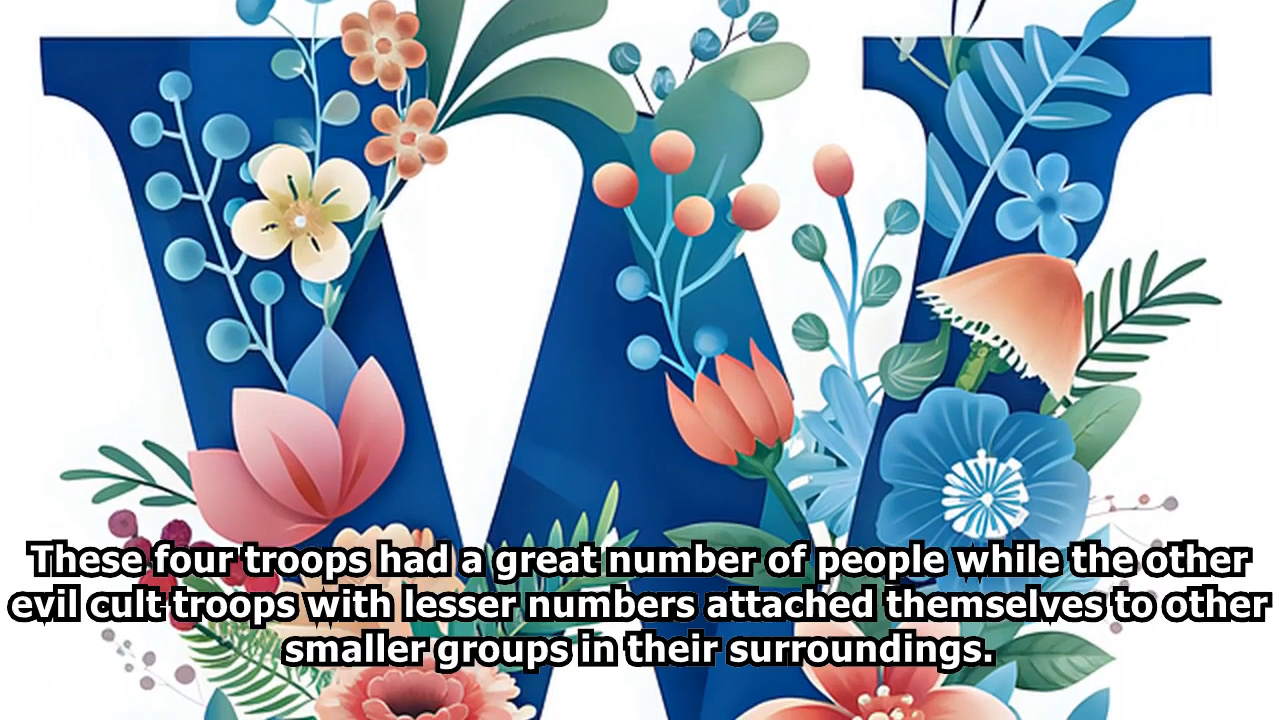 W
These four troops had a great number of people while the other
evil cult troops with lesser numbers attached themselves to other
smaller groups in their surroundings.